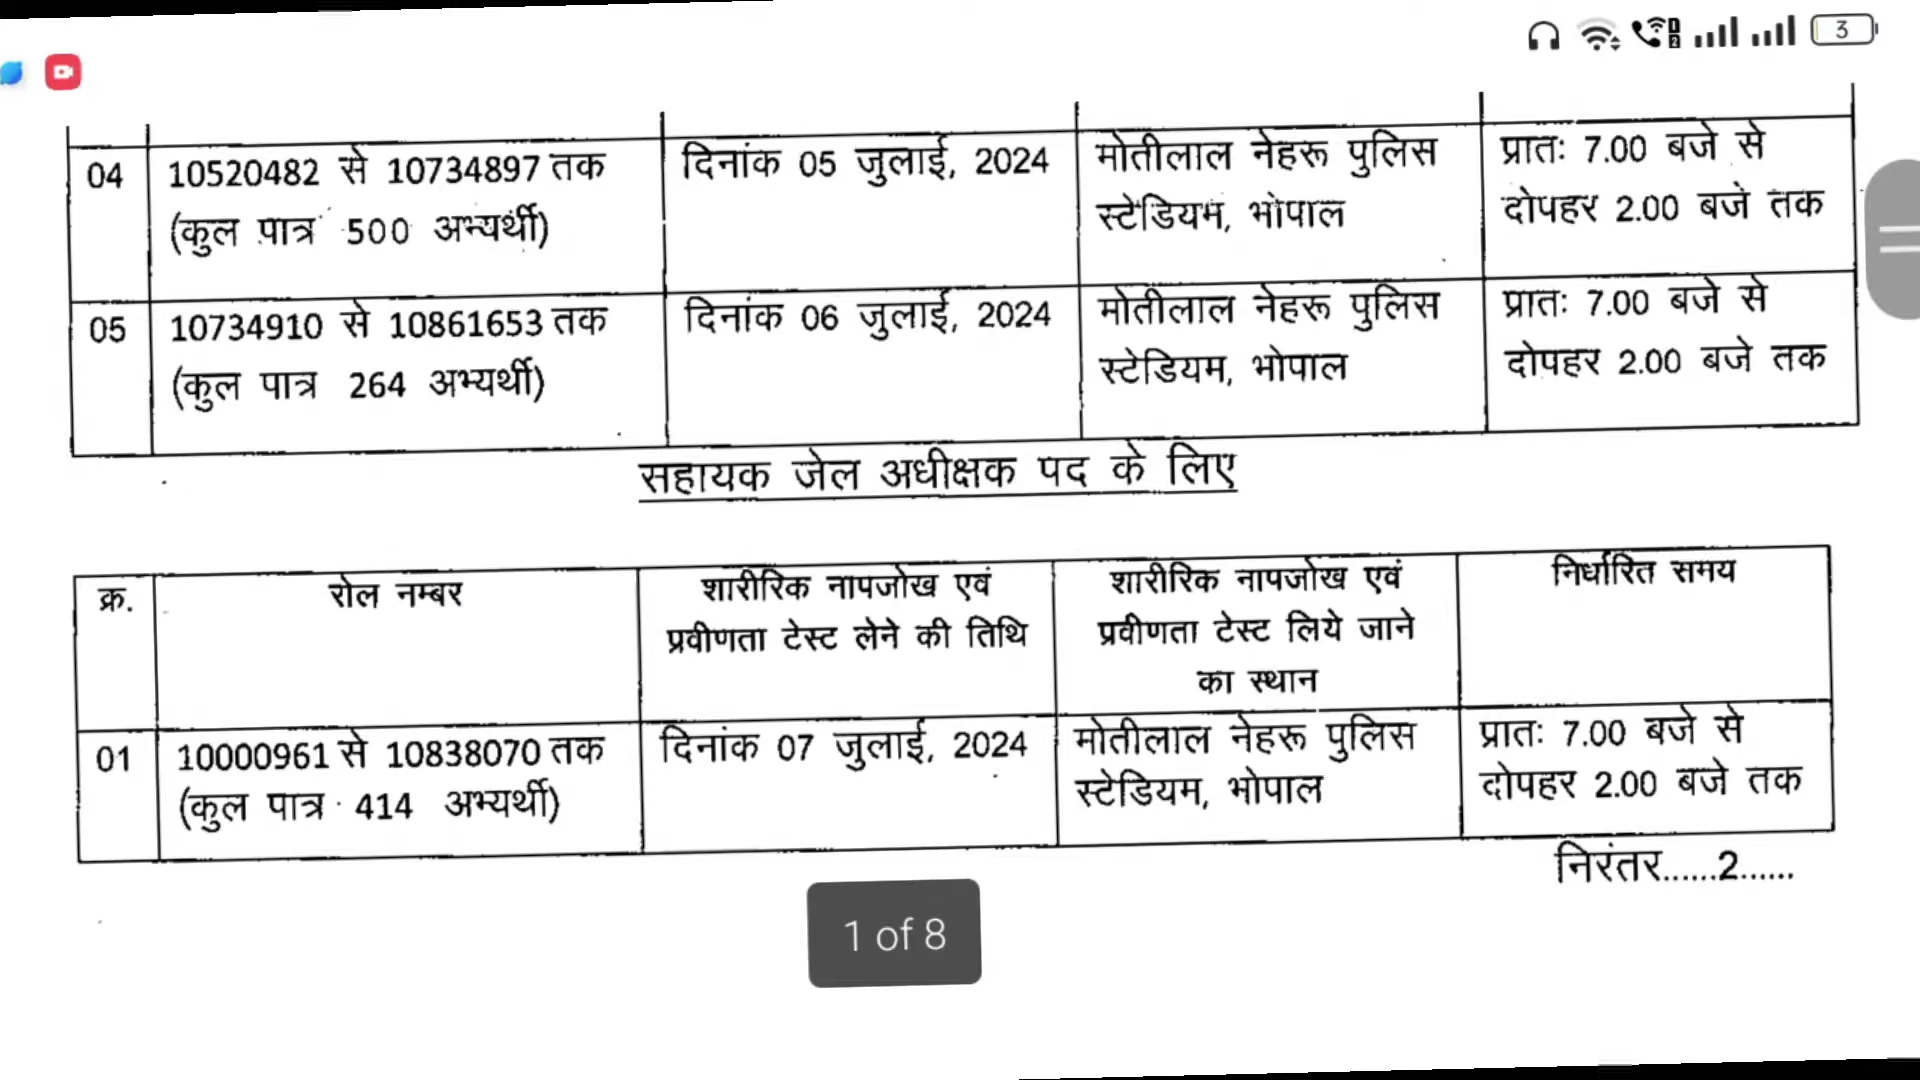 3
04 10520482 से 10734897 तक दिनांक 05 जुलाई, 2024 मोतीलाल नेहरू पुलिस प्रातः 7.00 बजे से
(कुल पात्र 500 अभ्यर्थी) स्टेडियम, भोपाल दोपहर 2.00 बजे तक
05 10734910 से 10861653 तक दिनांक 06 जुलाई, 2024 मोतीलाल नेहरू पुलिस प्रातः 7.00 बजे से
(कुल पात्र 264 अभ्यर्थी) स्टेडियम, भोपाल दोपहर 2.00 बजे तक
सहायक जेल अधीक्षक पद के लिए
क्र. रोल नम्बर शारीरिक नापजोख एवं शारीरिक नापजोख एवं निर्धारित समय
प्रवीणता टेस्ट लेने की तिथि प्रवीणता टेस्ट लिये जाने
का स्थान
01 10000961 से 10838070 तक दिनांक 07 जुलाई, 2024 मोतीलाल नेहरू पुलिस प्रातः 7.00 बजे से
(कुल पात्र 414 अभ्यर्थी) स्टेडियम, भोपाल दोपहर 2.00 बजे तक
निरंतर......2......
1 of 8